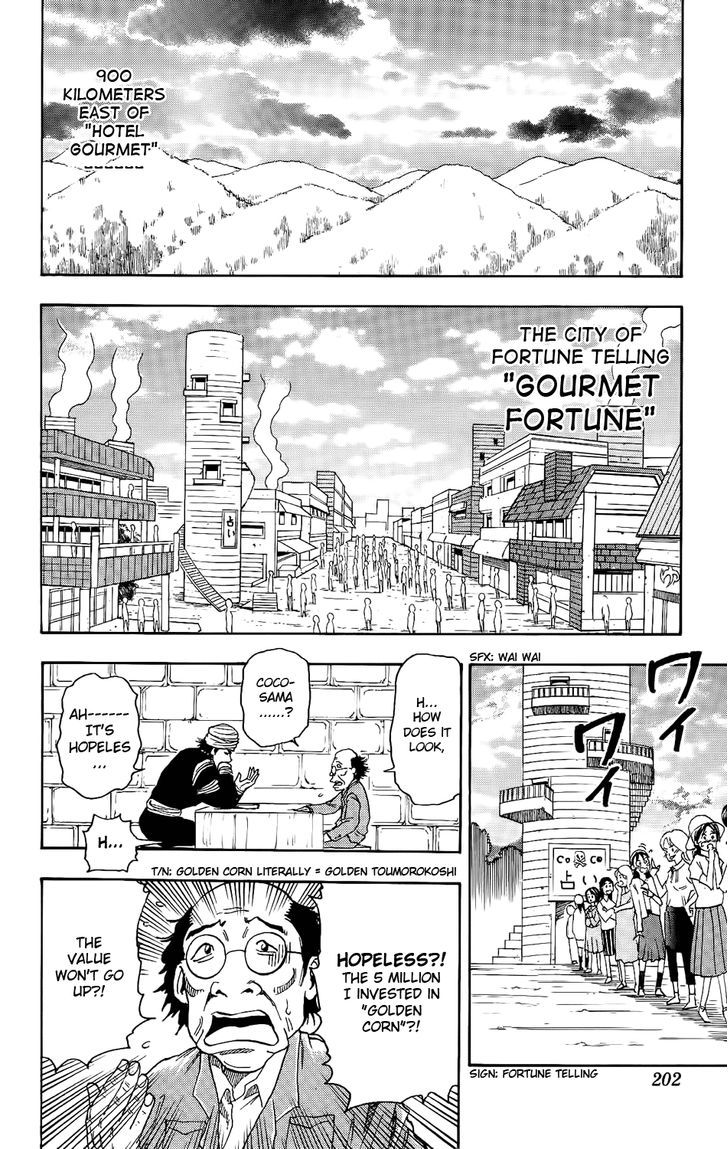 900
KILOMETERS
EAST OF
"HOTEL
GOURMET"
------
THE CITY OF
FORTUNE TELLING
"GOURMET
FORTUNE"
占い
SFX: WAI WAI
ワイ
ワイ
CoCo
占い
SIGN: FORTUNE TELLING
H...
HOW
DOES IT
LOOK,
COCO-
SAMA
......?
AH------
IT'S
HOPELES
...
H...
T/N: GOLDEN CORN LITERALLY = GOLDEN TOUMOROKOSHI
HOPELESS?!
THE 5 MILLION
I INVESTED IN
"GOLDEN
CORN"?!
THE
VALUE
WON'T GO
UP?!
202